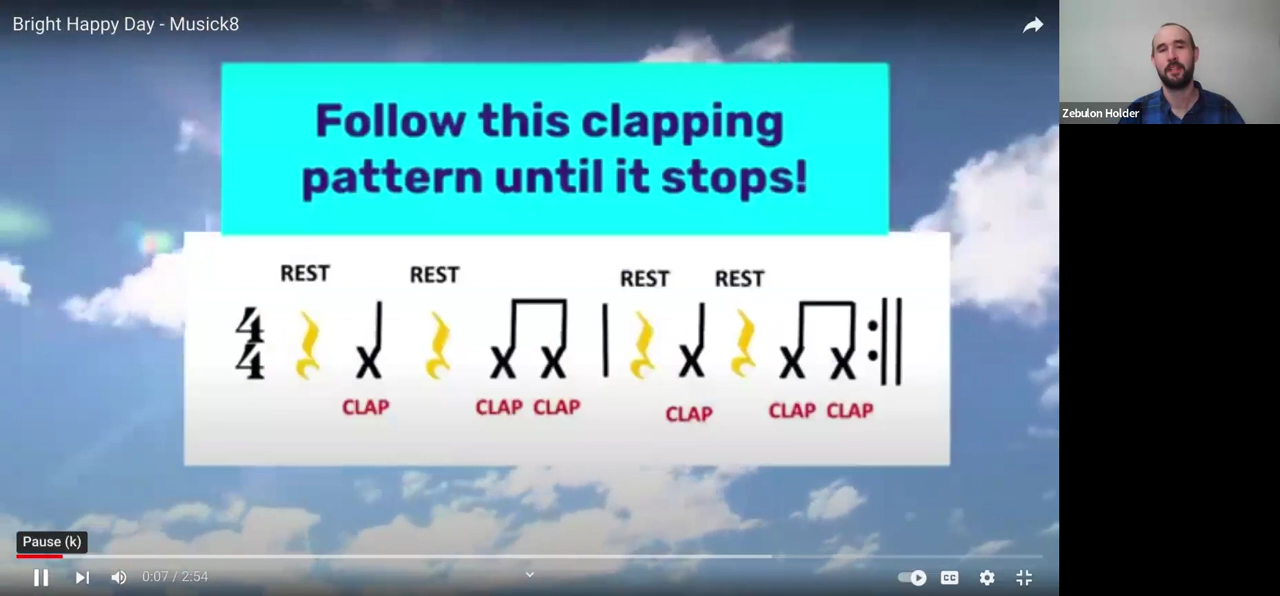 Bright Happy Day - Musick8
Zebulon Holder
Follow this clapping
pattern until it stops!
REST REST REST REST
4
4
X X X X X X
CLAP CLAP CLAP CLAP CLAP CLAP
Pause (k)
0:07 / 2:54
CC